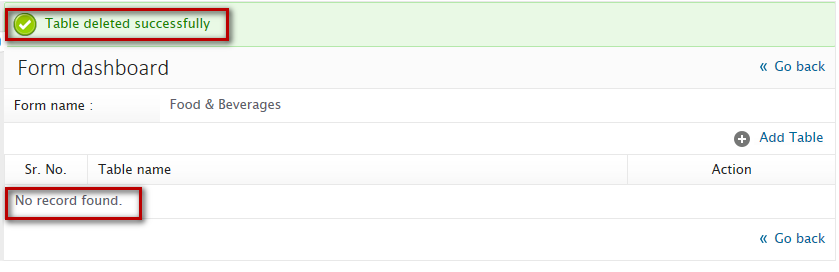 Table deleted successfully
Form dashboard « Go back
Form name : Food & Beverages
Add Table
Sr. No. Table name Action
No record found.
« Go back